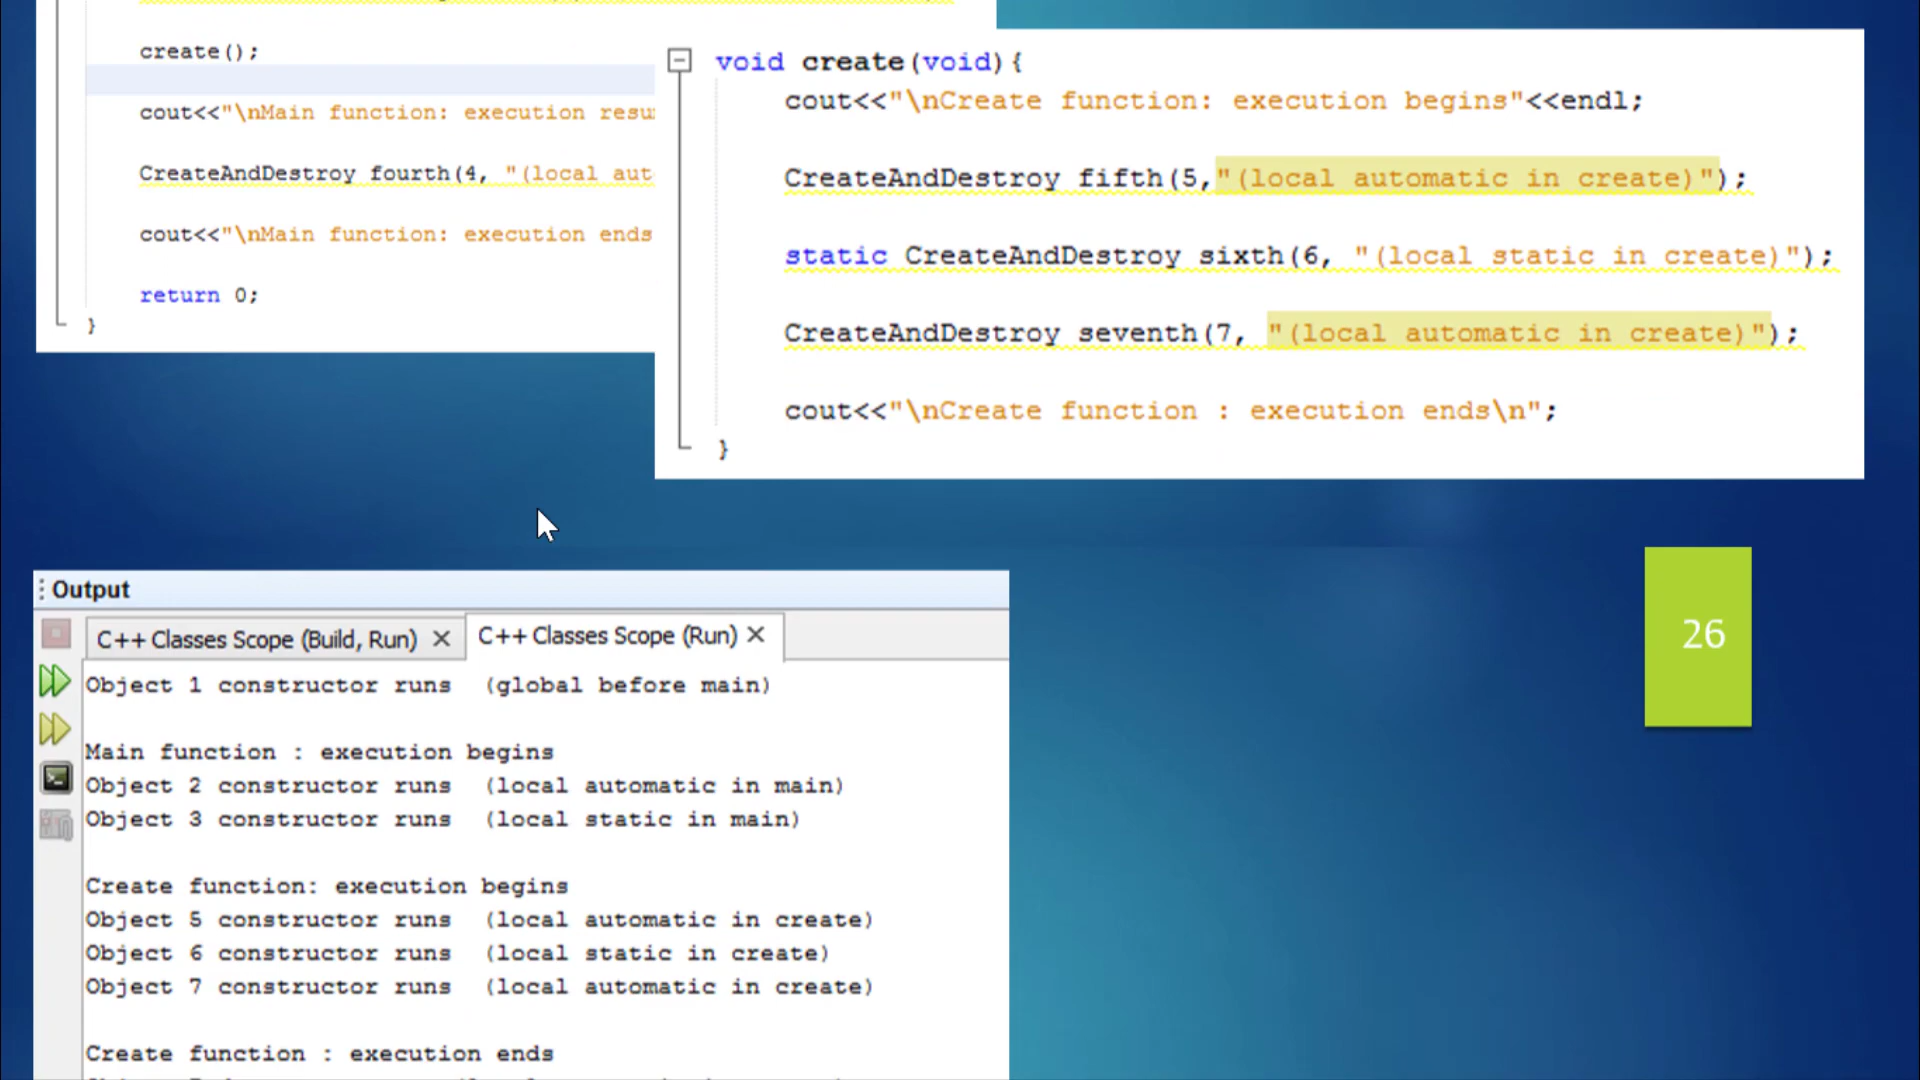 create();
cout<<"\nMain function: execution resu
CreateAndDestroy fourth(4, "(local aut
cout<<"\nMain function: execution ends
return 0;
}
void create(void){
cout<<"\nCreate function: execution begins"<<endl;
CreateAndDestroy fifth(5,"(local automatic in create)");
static CreateAndDestroy sixth(6, "(local static in create)");
CreateAndDestroy seventh(7, "(local automatic in create)");
cout<<"\nCreate function : execution ends\n";
}
26
Output
C++ Classes Scope (Build, Run) C++ Classes Scope (Run)
Object 1 constructor runs (global before main)
Main function : execution begins
Object 2 constructor runs (local automatic in main)
Object 3 constructor runs (local static in main)
Create function: execution begins
Object 5 constructor runs (local automatic in create)
Object 6 constructor runs (local static in create)
Object 7 constructor runs (local automatic in create)
Create function : execution ends